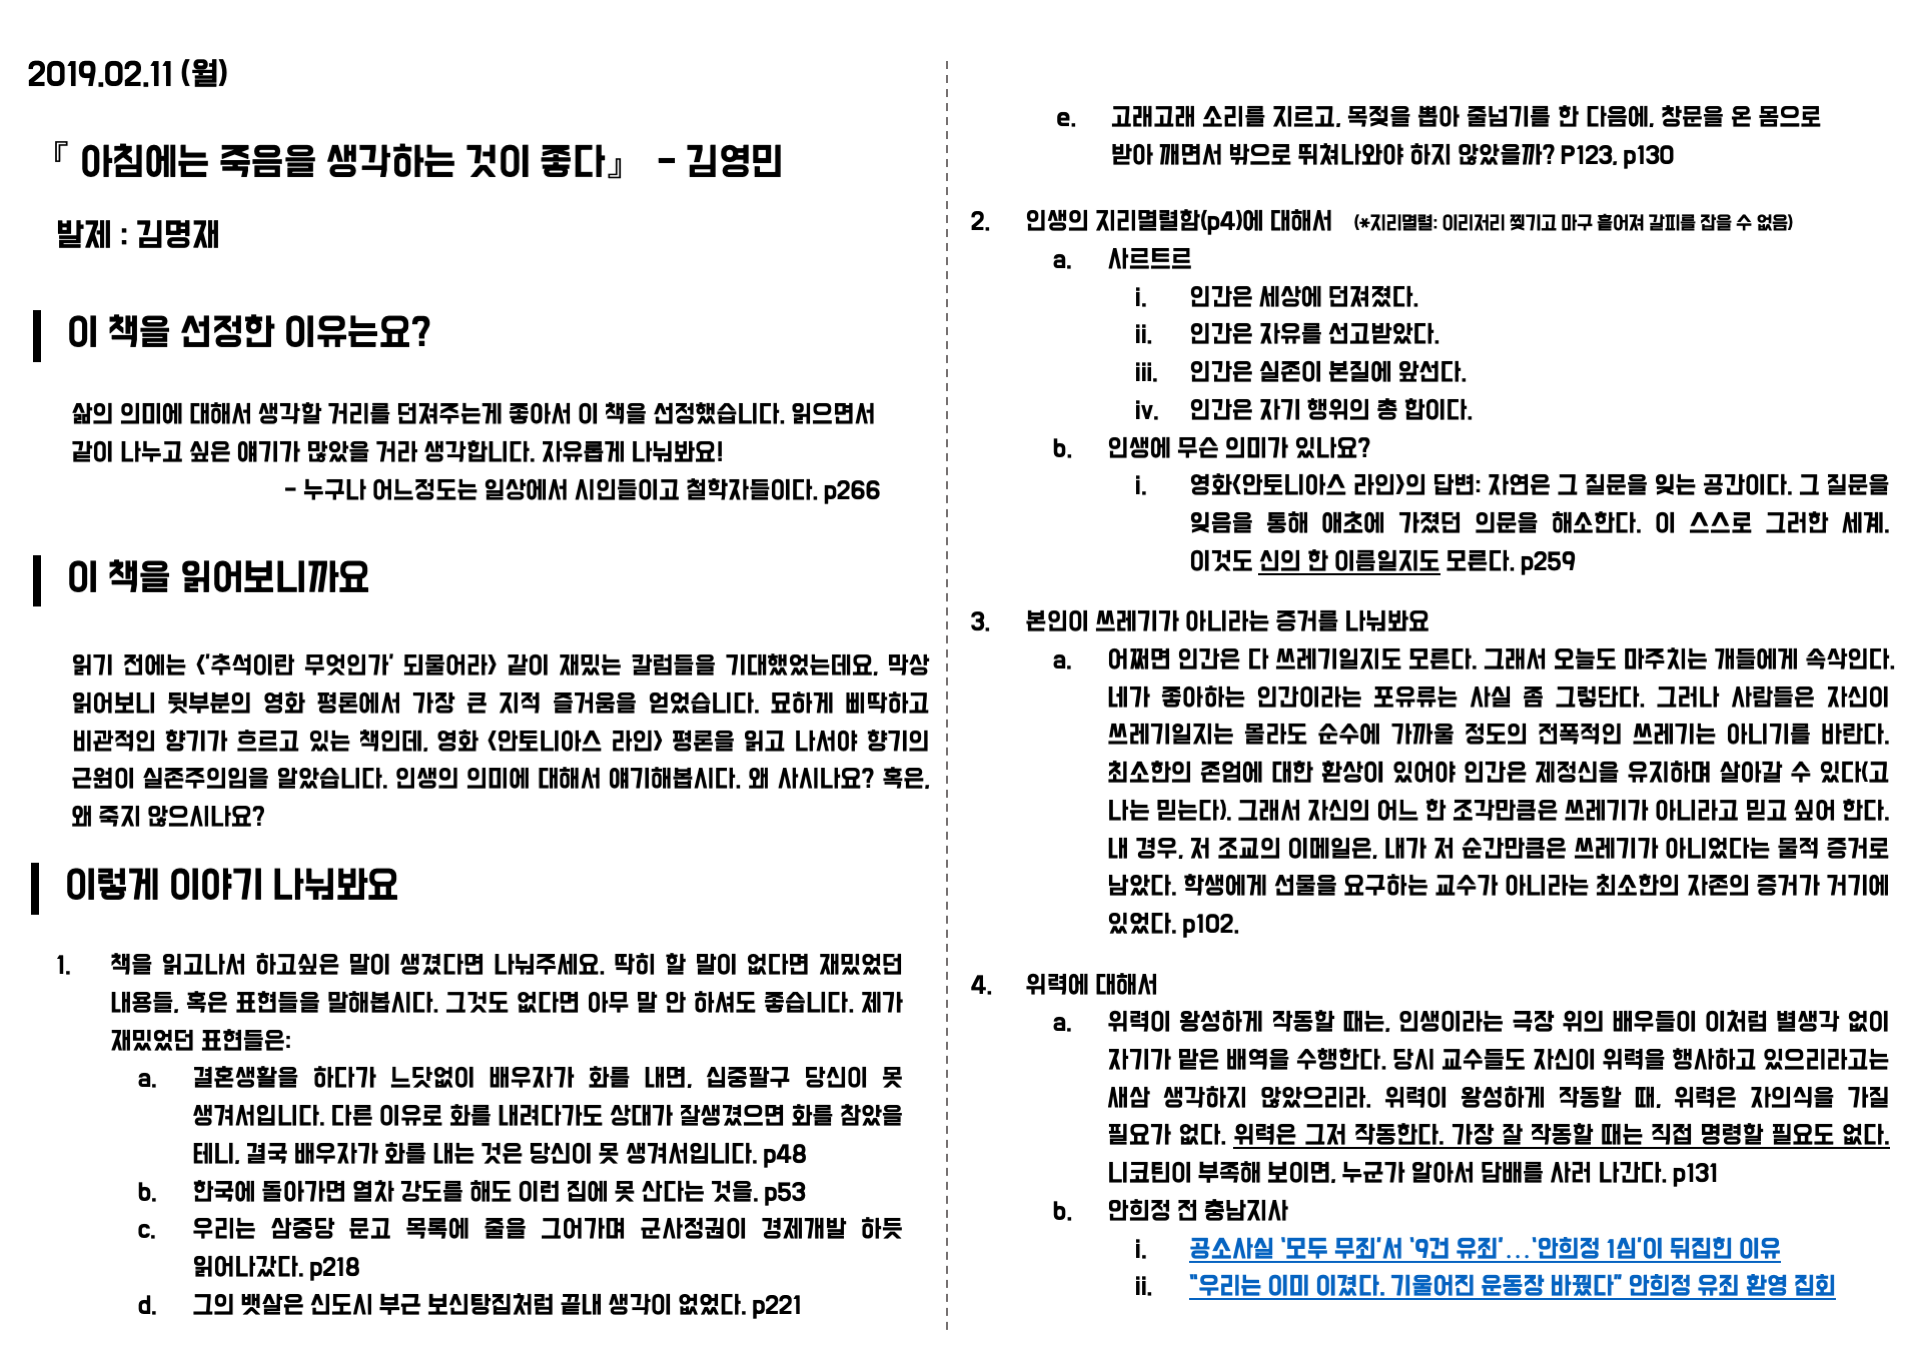 2019.02.11 (월)
『 아침에는 죽음을 생각하는 것이 좋다』 - 김영민
발제 : 김명재
이 책을 선정한 이유는요?
삶의 의미에 대해서 생각할 거리를 던져주는게 좋아서 이 책을 선정했습니다. 읽으면서
같이 나누고 싶은 얘기가 많았을 거라 생각합니다. 자유롭게 나눠봐요!
- 누구나 어느정도는 일상에서 시인들이고 철학자들이다. p266
이 책을 읽어보니까요
읽기 전에는 <'추석이란 무엇인가' 되물어라> 같이 재밌는 칼럼들을 기대했었는데요, 막상
읽어보니 뒷부분의 영화 평론에서 가장 큰 지적 즐거움을 얻었습니다. 묘하게 삐딱하고
비관적인 향기가 흐르고 있는 책인데, 영화 <안토니아스 라인> 평론을 읽고 나서야 향기의
근원이 실존주의임을 알았습니다. 인생의 의미에 대해서 얘기해봅시다. 왜 사시나요? 혹은,
왜 죽지 않으시나요?
이렇게 이야기 나눠봐요
1. 책을 읽고나서 하고싶은 말이 생겼다면 나눠주세요. 딱히 할 말이 없다면 재밌었던
내용들, 혹은 표현들을 말해봅시다. 그것도 없다면 아무 말 안 하셔도 좋습니다. 제가
재밌었던 표현들은:
a. 결혼생활을 하다가 느닷없이 배우자가 화를 내면, 십중팔구 당신이 못
생겨서입니다. 다른 이유로 화를 내려다가도 상대가 잘생겼으면 화를 참았을
테니, 결국 배우자가 화를 내는 것은 당신이 못 생겨서입니다. p48
b. 한국에 돌아가면 열차 강도를 해도 이런 집에 못 산다는 것을. p53
c. 우리는 삼중당 문고 목록에 줄을 그어가며 군사정권이 경제개발 하듯
읽어나갔다. p218
d. 그의 뱃살은 신도시 부근 보신탕집처럼 끝내 생각이 없었다. p221
e. 고래고래 소리를 지르고, 목젖을 뽑아 줄넘기를 한 다음에, 창문을 온 몸으로
받아 깨면서 밖으로 뛰쳐나와야 하지 않았을까? P123, p130
2. 인생의 지리멸렬함(p4)에 대해서 (*지리멸렬: 이리저리 찢기고 마구 흩어져 갈피를 잡을 수 없음)
a. 사르트르
i. 인간은 세상에 던져졌다.
ii. 인간은 자유를 선고받았다.
iii. 인간은 실존이 본질에 앞선다.
iv. 인간은 자기 행위의 총 합이다.
b. 인생에 무슨 의미가 있나요?
i. 영화<안토니아스 라인>의 답변: 자연은 그 질문을 잊는 공간이다. 그 질문을
잊음을 통해 애초에 가졌던 의문을 해소한다. 이 스스로 그러한 세계.
이것도 신의 한 이름일지도 모른다. p259
3. 본인이 쓰레기가 아니라는 증거를 나눠봐요
a. 어쩌면 인간은 다 쓰레기일지도 모른다. 그래서 오늘도 마주치는 개들에게 속삭인다.
네가 좋아하는 인간이라는 포유류는 사실 좀 그렇단다. 그러나 사람들은 자신이
쓰레기일지는 몰라도 순수에 가까울 정도의 전폭적인 쓰레기는 아니기를 바란다.
최소한의 존엄에 대한 환상이 있어야 인간은 제정신을 유지하며 살아갈 수 있다(고
나는 믿는다). 그래서 자신의 어느 한 조각만큼은 쓰레기가 아니라고 믿고 싶어 한다.
내 경우, 저 조교의 이메일은, 내가 저 순간만큼은 쓰레기가 아니었다는 물적 증거로
남았다. 학생에게 선물을 요구하는 교수가 아니라는 최소한의 자존의 증거가 거기에
있었다. p102.
4. 위력에 대해서
a. 위력이 왕성하게 작동할 때는, 인생이라는 극장 위의 배우들이 이처럼 별생각 없이
자기가 맡은 배역을 수행한다. 당시 교수들도 자신이 위력을 행사하고 있으리라고는
새삼 생각하지 않았으리라. 위력이 왕성하게 작동할 때, 위력은 자의식을 가질
필요가 없다. 위력은 그저 작동한다. 가장 잘 작동할 때는 직접 명령할 필요도 없다.
니코틴이 부족해 보이면, 누군가 알아서 담배를 사러 나간다. p131
b. 안희정 전 충남지사
i. 공소사실 '모두 무죄'서 '9건 유죄'…'안희정 1심'이 뒤집힌 이유
ii. "우리는 이미 이겼다. 기울어진 운동장 바꿨다" 안희정 유죄 환영 집회